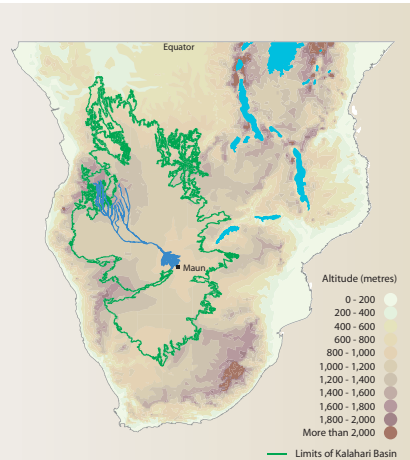 Equator
Maun
Altitude (metres)
0 - 200
200 - 400
400 - 600
600 - 800
800 - 1,000
1,000 - 1,200
1,200 - 1,400
1,400 - 1,600
1,600 - 1,800
1,800 - 2,000
More than 2,000
Limits of Kalahari Basin